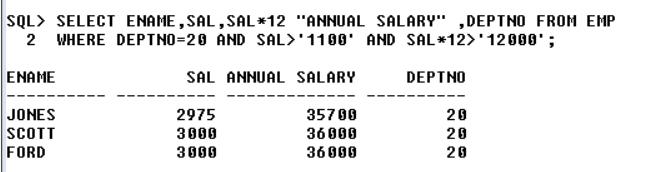 SQL> SELECT ENAME,SAL,SAL*12 "ANNUAL SALARY" ,DEPTNO FROM EMP
  2  WHERE DEPTNO=20 AND SAL>'1100' AND SAL*12>'12000';
ENAME             SAL ANNUAL SALARY     DEPTNO
---------- ---------- ------------- ----------
JONES            2975         35700         20
SCOTT            3000         36000         20
FORD             3000         36000         20